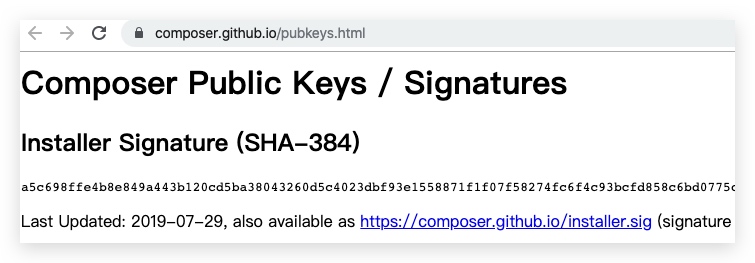 composer.github.io/pubkeys.html
Composer Public Keys / Signatures
Installer Signature (SHA-384)
a5c698ffe4b8e849a443b120cd5ba38043260d5c4023dbf93e1558871f1f07f58274fc6f4c93bcfd858c6bd0775c
Last Updated: 2019-07-29, also available as https://composer.github.io/installer.sig (signature